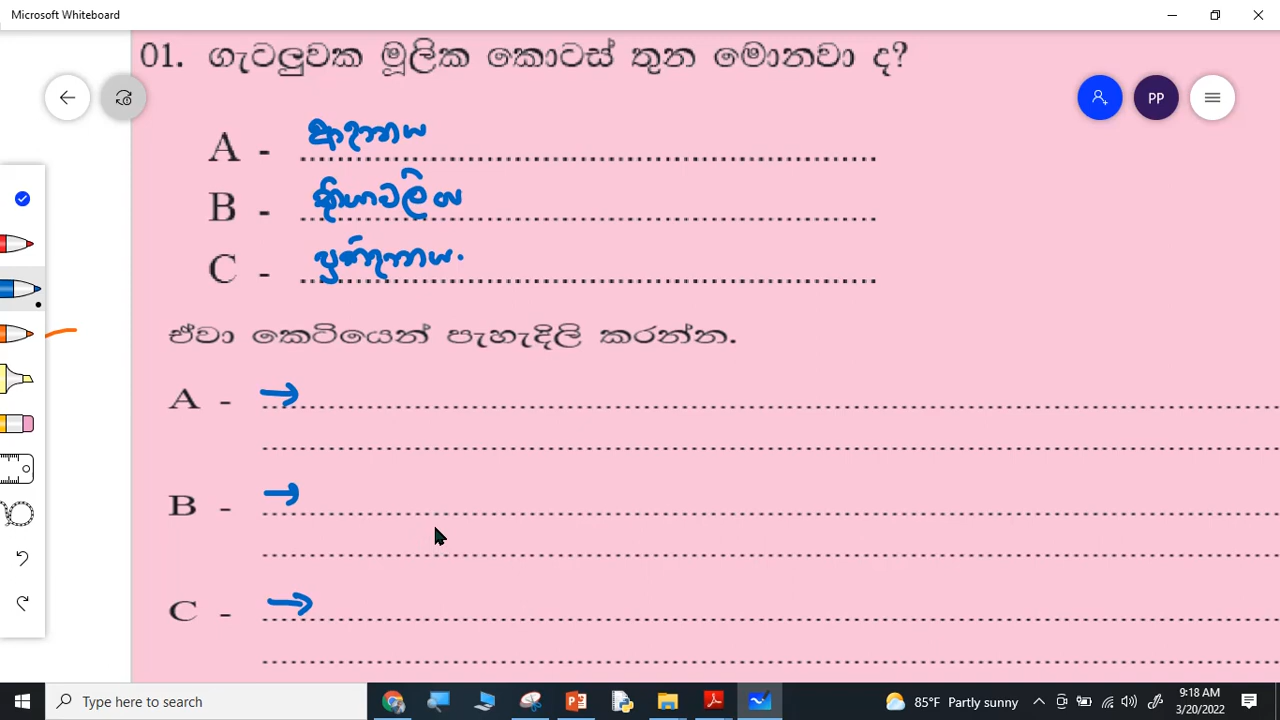 Microsoft Whiteboard
01. ගැටලුවක මූලික කොටස් තුන මොනවා ද?
PP
A - ආදානය
B - ක්‍රියාවලිය
C - ප්‍රතිදානය.
ඒවා කෙටියෙන් පැහැදිලි කරන්න.
A - →
B - →
C - →
Type here to search
85°F Partly sunny
9:18 AM
3/20/2022